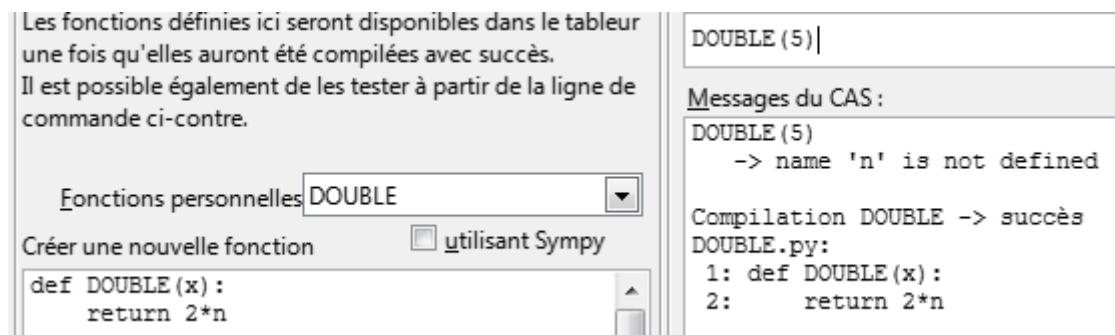 Les fonctions définies ici seront disponibles dans le tableur
une fois qu'elles auront été compilées avec succès.
Il est possible également de les tester à partir de la ligne de
commande ci-contre.
Fonctions personnelles DOUBLE
Créer une nouvelle fonction utilisant Sympy
def DOUBLE(x):
    return 2*n
DOUBLE(5)
Messages du CAS :
DOUBLE(5)
   -> name 'n' is not defined
Compilation DOUBLE -> succès
DOUBLE.py:
 1: def DOUBLE(x):
 2:     return 2*n